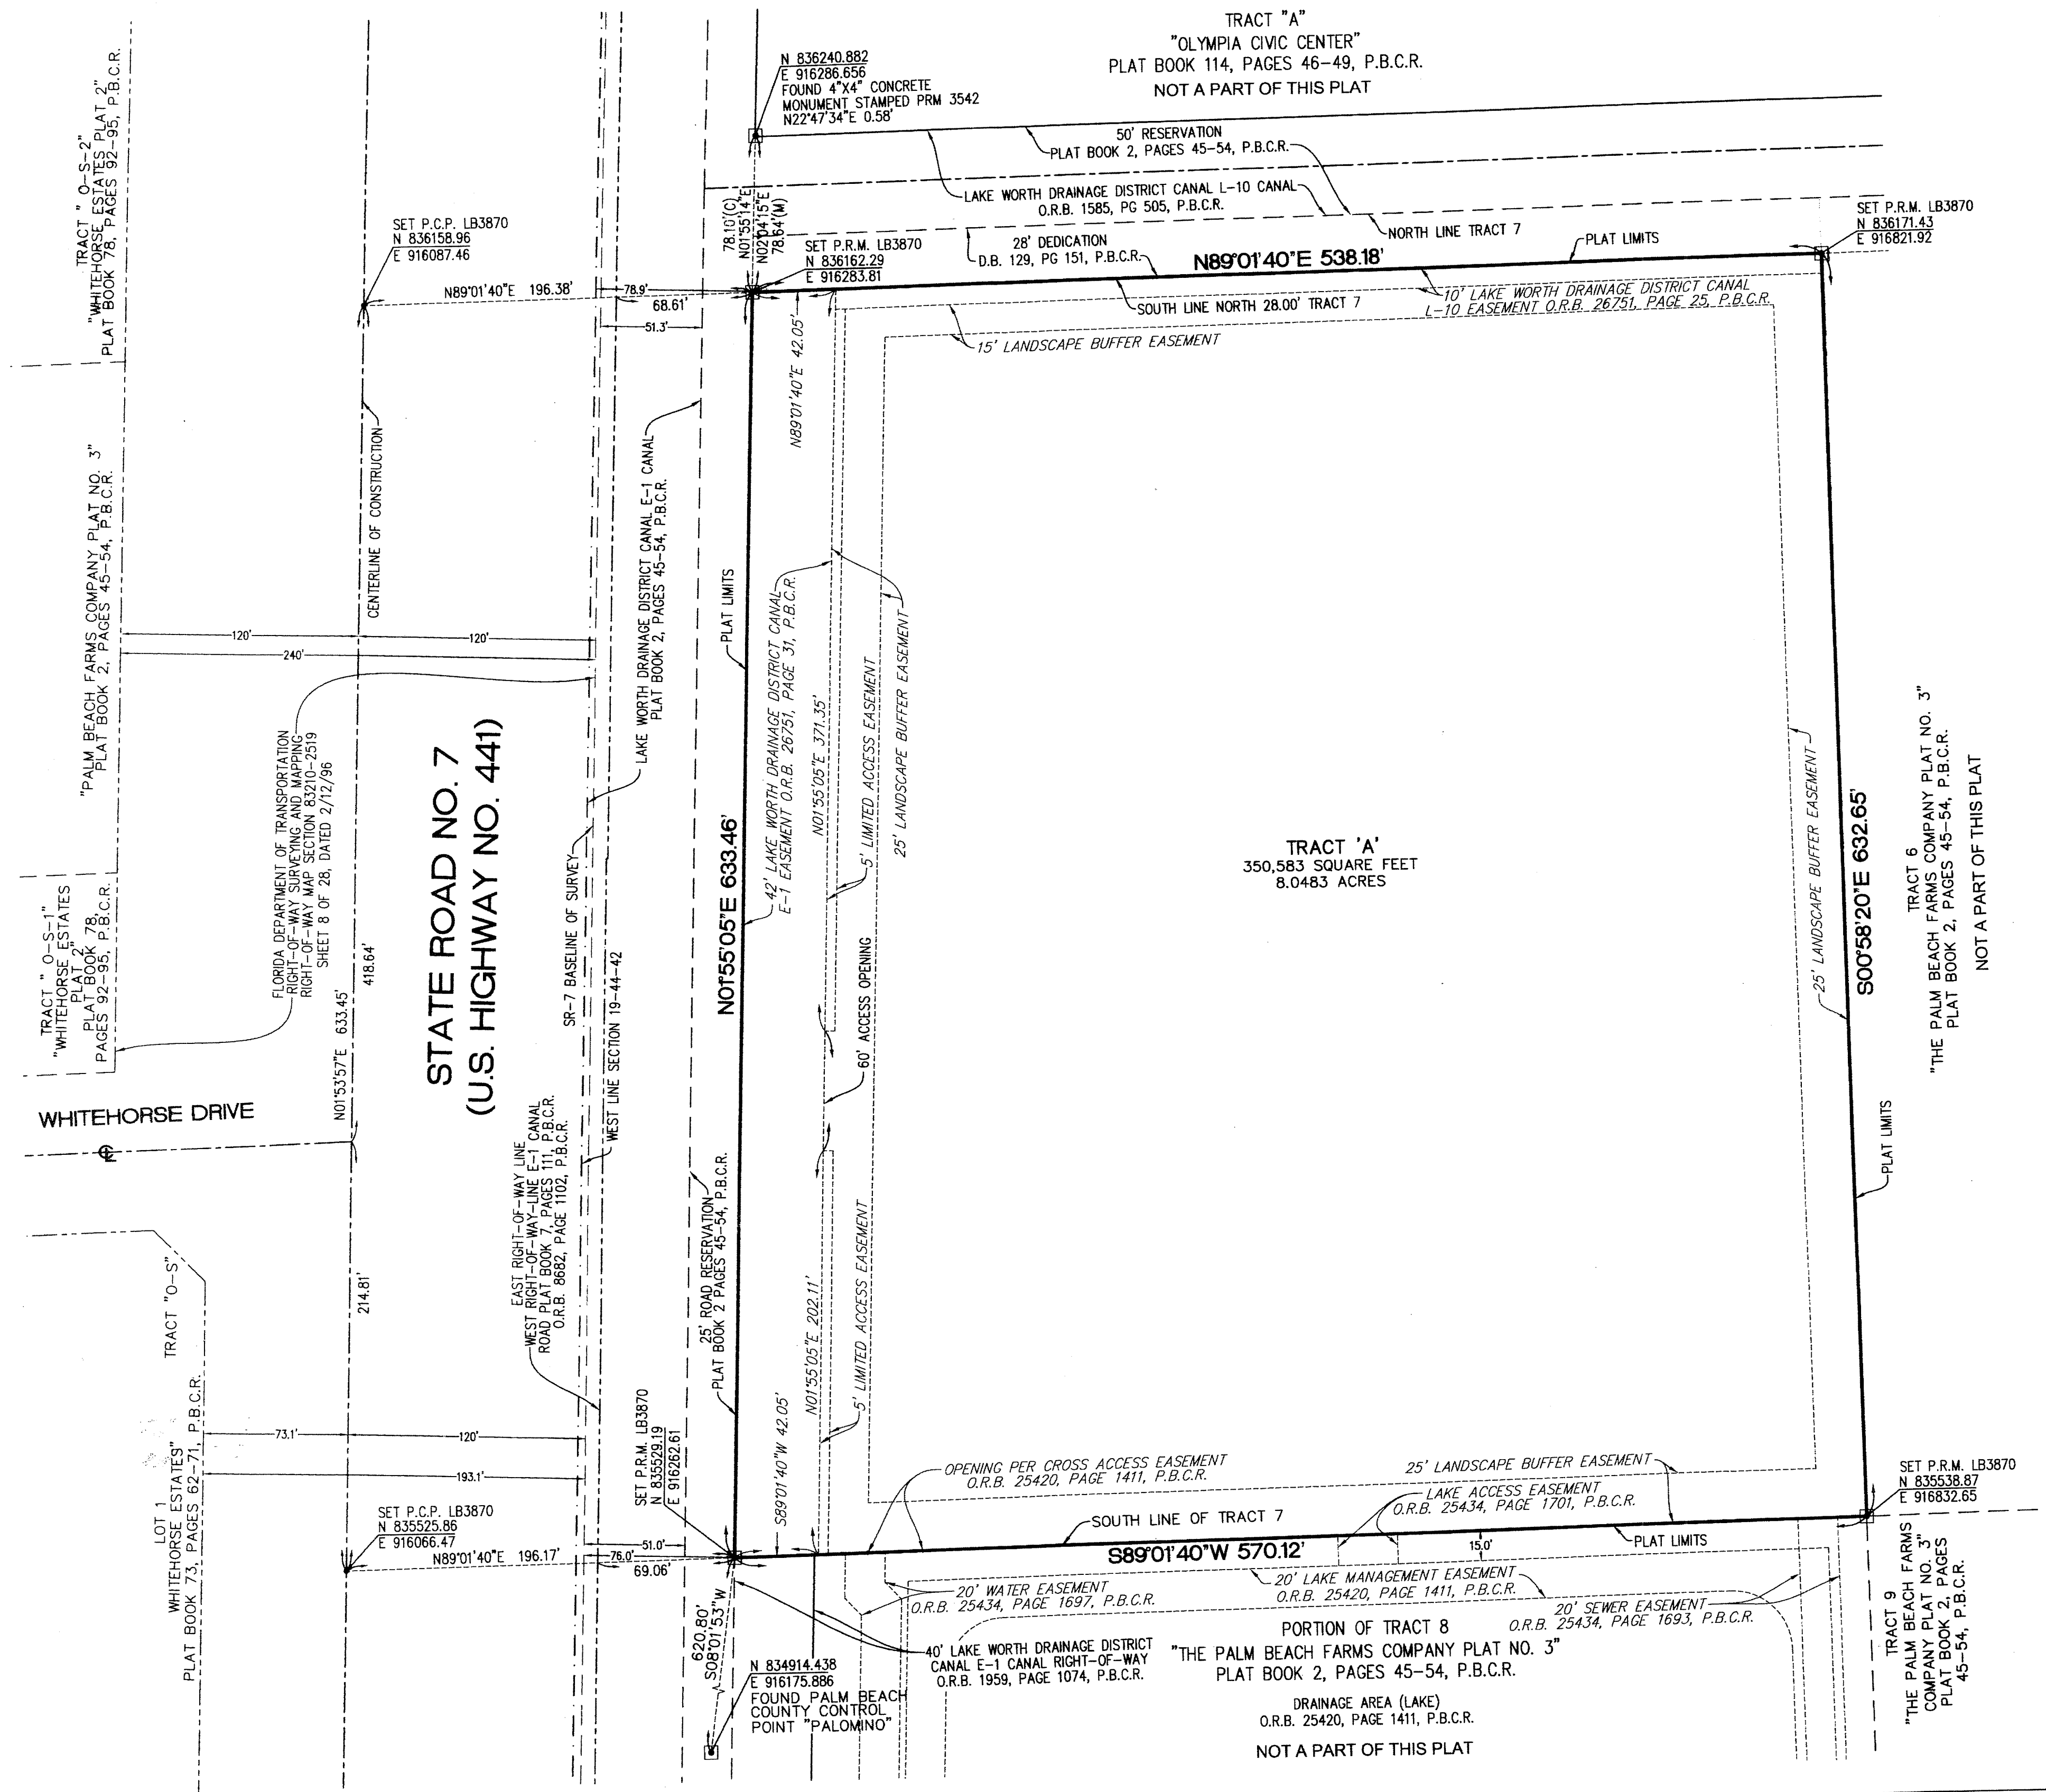 TRACT "A"
"OLYMPIA CIVIC CENTER"
PLAT BOOK 114, PAGES 46-49, P.B.C.R.
NOT A PART OF THIS PLAT
N 836240.882
E 916286.656
FOUND 4"X4" CONCRETE
MONUMENT STAMPED PRM 3542
N22°47'34"E 0.58'
50' RESERVATION
PLAT BOOK 2, PAGES 45-54, P.B.C.R.
LAKE WORTH DRAINAGE DISTRICT CANAL L-10 CANAL
O.R.B. 1585, PG 505, P.B.C.R.
NORTH LINE TRACT 7
28' DEDICATION
D.B. 129, PG 151, P.B.C.R.
N89°01'40"E 538.18'
PLAT LIMITS
SET P.R.M. LB3870
N 836171.43
E 916821.92
SET P.R.M. LB3870
N 836162.29
E 916283.81
78.10'(C)
N01°55'14"E
N02°04'15"E
78.64'(M)
SET P.C.P. LB3870
N 836158.96
E 916087.46
N89°01'40"E 196.38'
78.9'
68.61'
51.3'
SOUTH LINE NORTH 28.00' TRACT 7
10' LAKE WORTH DRAINAGE DISTRICT CANAL
L-10 EASEMENT O.R.B. 26751, PAGE 25, P.B.C.R.
15' LANDSCAPE BUFFER EASEMENT
N89°01'40"E 42.05'
TRACT " O-S-2"
"WHITEHORSE ESTATES PLAT 2"
PLAT BOOK 78, PAGES 92-95, P.B.C.R.
"PALM BEACH FARMS COMPANY PLAT NO. 3"
PLAT BOOK 2, PAGES 45-54, P.B.C.R.
CENTERLINE OF CONSTRUCTION
120'
120'
240'
LAKE WORTH DRAINAGE DISTRICT CANAL E-1 CANAL
PLAT BOOK 2, PAGES 45-54, P.B.C.R.
PLAT LIMITS
42' LAKE WORTH DRAINAGE DISTRICT CANAL
E-1 EASEMENT O.R.B. 26751, PAGE 31, P.B.C.R.
N01°55'05"E 371.35'
5' LIMITED ACCESS EASEMENT
25' LANDSCAPE BUFFER EASEMENT
FLORIDA DEPARTMENT OF TRANSPORTATION
RIGHT-OF-WAY SURVEYING AND MAPPING
RIGHT-OF-WAY MAP SECTION 83210-2519
SHEET 8 OF 28, DATED 2/12/96
STATE ROAD NO. 7
(U.S. HIGHWAY NO. 441)
N01°55'05"E 633.46'
TRACT 'A'
350,583 SQUARE FEET
8.0483 ACRES
25' LANDSCAPE BUFFER EASEMENT
S00°58'20"E 632.65'
TRACT 6
"THE PALM BEACH FARMS COMPANY PLAT NO. 3"
PLAT BOOK 2, PAGES 45-54, P.B.C.R.
NOT A PART OF THIS PLAT
TRACT" O-S-1"
"WHITEHORSE ESTATES
PLAT 2"
PLAT BOOK 78,
PAGES 92-95, P.B.C.R.
N01°53'57"E 633.45'
418.64'
SR-7 BASELINE OF SURVEY
WEST LINE SECTION 19-44-42
60' ACCESS OPENING
WHITEHORSE DRIVE
PLAT LIMITS
EAST RIGHT-OF-WAY LINE
WEST RIGHT-OF-WAY-LINE E-1 CANAL
ROAD PLAT BOOK 7, PAGES 111, P.B.C.R.
O.R.B. 8682, PAGE 1102, P.B.C.R.
25' ROAD RESERVATION
PLAT BOOK 2 PAGES 45-54, P.B.C.R.
N01°55'05"E 202.11'
5' LIMITED ACCESS EASEMENT
214.81'
TRACT "O-S"
LOT 1
WHITEHORSE ESTATES"
PLAT BOOK 73, PAGES 62-71, P.B.C.R.
73.1'
120'
193.1'
SET P.R.M. LB3870
N 835529.19
E 916262.61
S89°01'40"W 42.05'
OPENING PER CROSS ACCESS EASEMENT
O.R.B. 25420, PAGE 1411, P.B.C.R.
25' LANDSCAPE BUFFER EASEMENT
LAKE ACCESS EASEMENT
O.R.B. 25434, PAGE 1701, P.B.C.R.
SET P.R.M. LB3870
N 835538.87
E 916832.65
SET P.C.P. LB3870
N 835525.86
E 916066.47
N89°01'40"E 196.17'
51.0'
76.0'
69.06'
SOUTH LINE OF TRACT 7
S89°01'40"W 570.12'
15.0'
PLAT LIMITS
20' WATER EASEMENT
O.R.B. 25434, PAGE 1697, P.B.C.R.
20' LAKE MANAGEMENT EASEMENT
O.R.B. 25420, PAGE 1411, P.B.C.R.
20' SEWER EASEMENT
O.R.B. 25434, PAGE 1693, P.B.C.R.
620.80'
S08°01'53"W
40' LAKE WORTH DRAINAGE DISTRICT
CANAL E-1 CANAL RIGHT-OF-WAY
O.R.B. 1959, PAGE 1074, P.B.C.R.
PORTION OF TRACT 8
"THE PALM BEACH FARMS COMPANY PLAT NO. 3"
PLAT BOOK 2, PAGES 45-54, P.B.C.R.
DRAINAGE AREA (LAKE)
O.R.B. 25420, PAGE 1411, P.B.C.R.
NOT A PART OF THIS PLAT
N 834914.438
E 916175.886
FOUND PALM BEACH
COUNTY CONTROL
POINT "PALOMINO"
TRACT 9
"THE PALM BEACH FARMS
COMPANY PLAT NO. 3"
PLAT BOOK 2, PAGES
45-54, P.B.C.R.